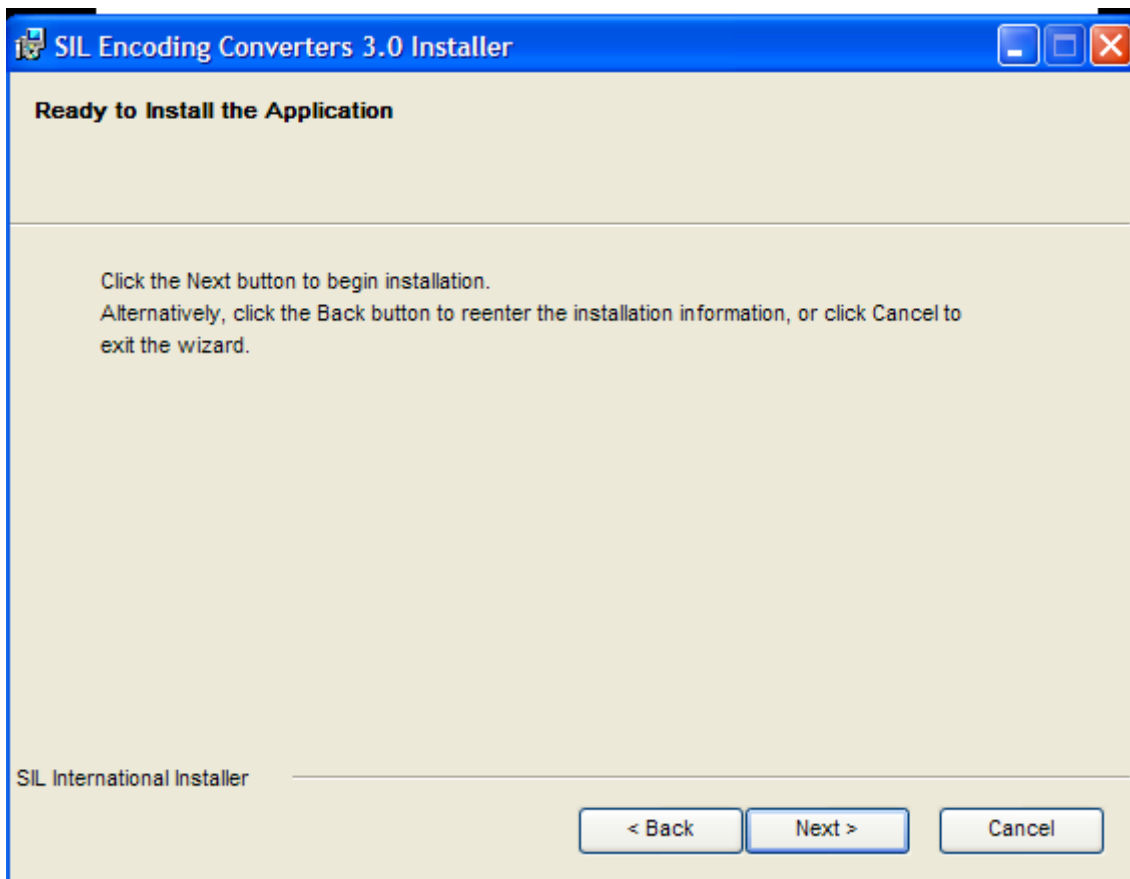 SIL Encoding Converters 3.0 Installer
Ready to Install the Application
Click the Next button to begin installation.
Alternatively, click the Back button to reenter the installation information, or click Cancel to
exit the wizard.
SIL International Installer
< Back Next > Cancel